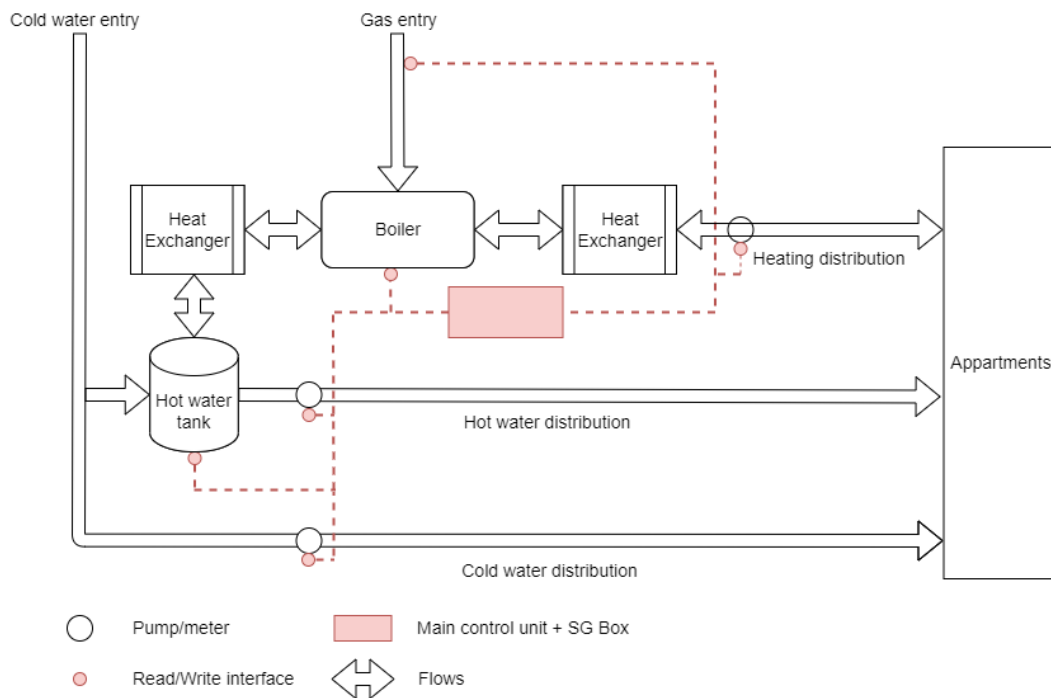 Cold water entry
Gas entry
Heat
Exchanger
Boiler
Heat
Exchanger
Heating distribution
Appartments
Hot water
tank
Hot water distribution
Cold water distribution
Pump/meter
Main control unit + SG Box
Read/Write interface
Flows